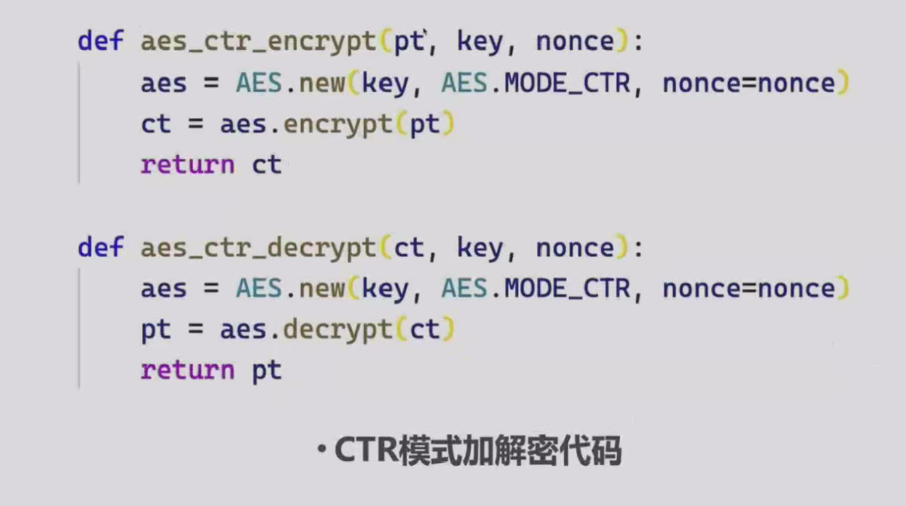 def aes_ctr_encrypt(pt, key, nonce):
    aes = AES.new(key, AES.MODE_CTR, nonce=nonce)
    ct = aes.encrypt(pt)
    return ct
def aes_ctr_decrypt(ct, key, nonce):
    aes = AES.new(key, AES.MODE_CTR, nonce=nonce)
    pt = aes.decrypt(ct)
    return pt
•CTR模式加解密代码